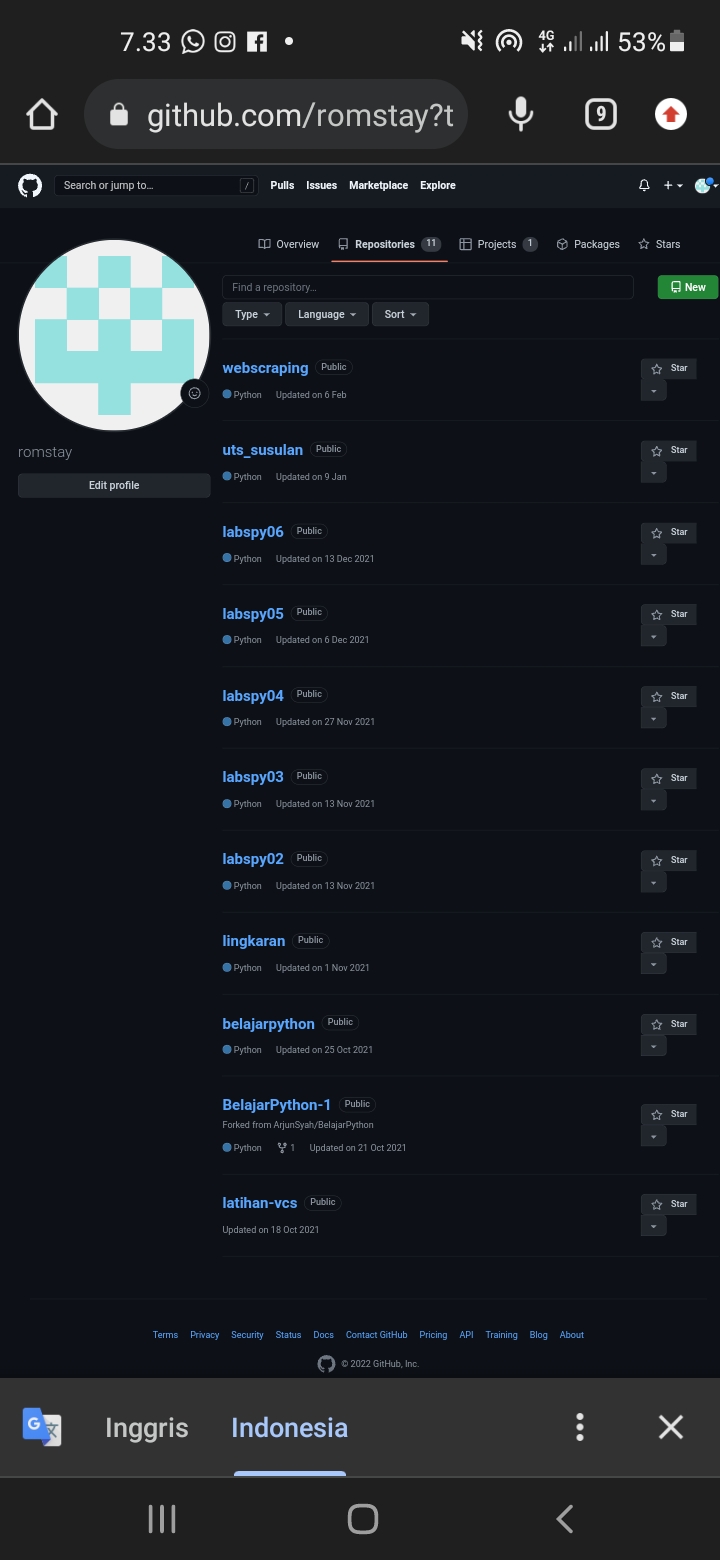 7.33
4G
53%
github.com/romstay?t
9
Search or jump to...
/
Pulls Issues Marketplace Explore
Overview Repositories 11 Projects 1 Packages Stars
Find a repository...
New
Type Language Sort
webscraping Public
Star
Python Updated on 6 Feb
uts_susulan Public
Star
Python Updated on 9 Jan
romstay
Edit profile
labspy06 Public
Star
Python Updated on 13 Dec 2021
labspy05 Public
Star
Python Updated on 6 Dec 2021
labspy04 Public
Star
Python Updated on 27 Nov 2021
labspy03 Public
Star
Python Updated on 13 Nov 2021
labspy02 Public
Star
Python Updated on 13 Nov 2021
lingkaran Public
Star
Python Updated on 1 Nov 2021
belajarpython Public
Star
Python Updated on 25 Oct 2021
BelajarPython-1 Public
Star
Forked from ArjunSyah/BelajarPython
Python 1 Updated on 21 Oct 2021
latihan-vcs Public
Star
Updated on 18 Oct 2021
Terms Privacy Security Status Docs Contact GitHub Pricing API Training Blog About
© 2022 GitHub, Inc.
G
Inggris Indonesia